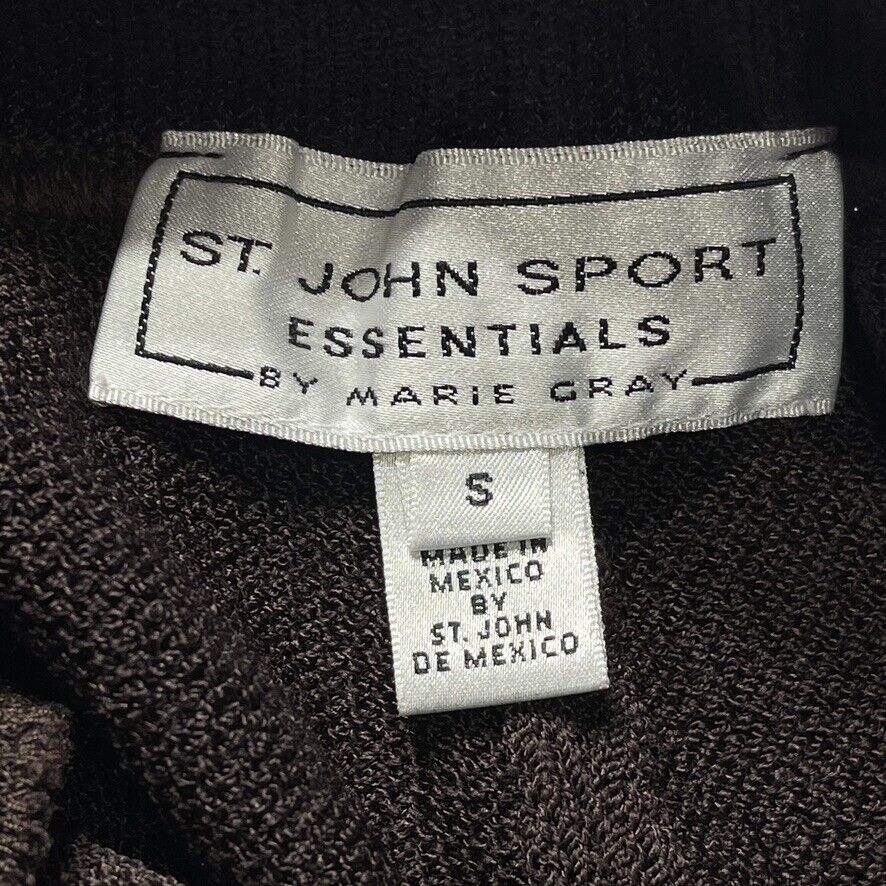 ST. JOHN SPORT
ESSENTIALS
BY MARIE GRAY
S
MADE IN
MEXICO
BY
ST. JOHN
DE MEXICO